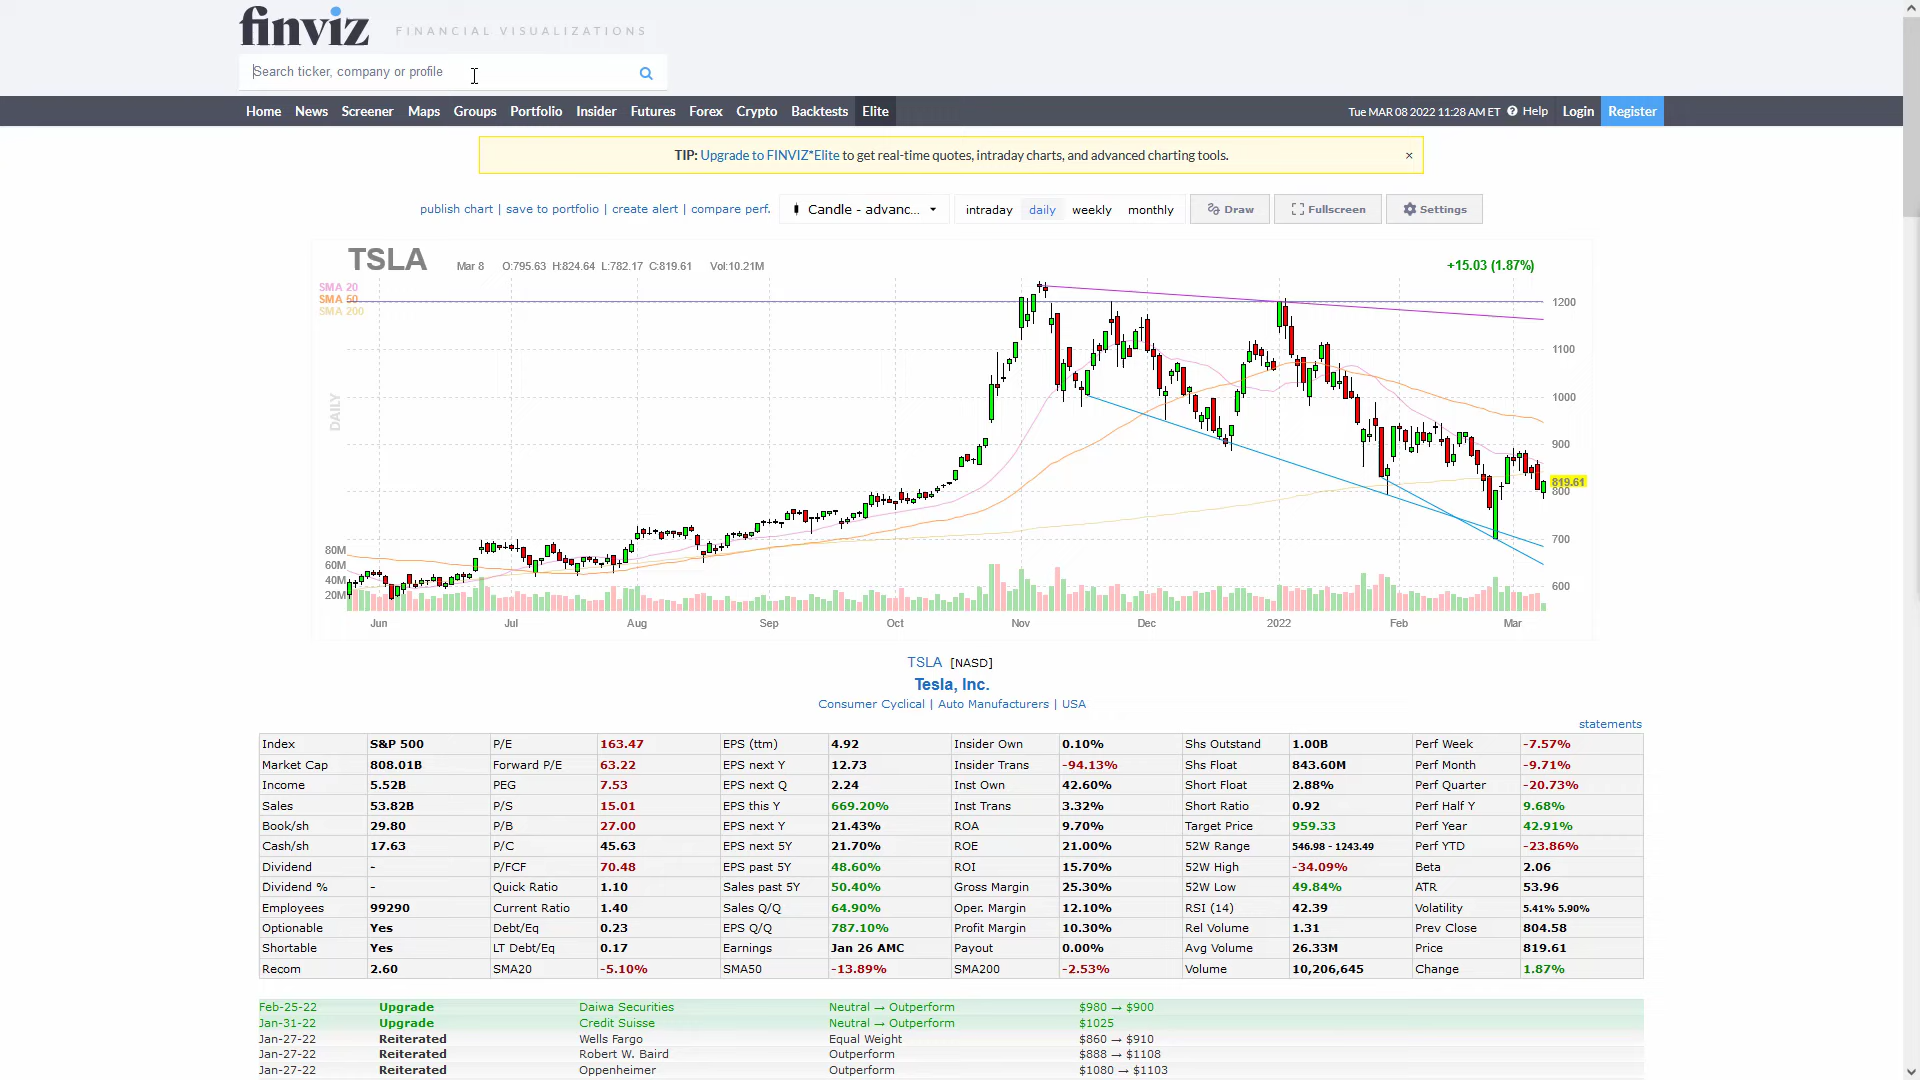 finviz FINANCIAL VISUALIZATIONS
Search ticker, company or profile
Home News Screener Maps Groups Portfolio Insider Futures Forex Crypto Backtests Elite Tue MAR 08 2022 11:28 AM ET Help Login Register
TIP: Upgrade to FINVIZ*Elite to get real-time quotes, intraday charts, and advanced charting tools. ×
publish chart | save to portfolio | create alert | compare perf. Candle - advanc... intraday daily weekly monthly Draw Fullscreen Settings
TSLA Mar 8 O:795.63 H:824.64 L:782.17 C:819.61 Vol:10.21M +15.03 (1.87%)
SMA 20
SMA 50
SMA 200
1200
1100
1000
DAILY
900
819.61
800
700
600
80M
60M
40M
20M
Jun Jul Aug Sep Oct Nov Dec 2022 Feb Mar
TSLA [NASD]
Tesla, Inc.
Consumer Cyclical | Auto Manufacturers | USA
statements
Index S&P 500 P/E 163.47 EPS (ttm) 4.92 Insider Own 0.10% Shs Outstand 1.00B Perf Week -7.57%
Market Cap 808.01B Forward P/E 63.22 EPS next Y 12.73 Insider Trans -94.13% Shs Float 843.60M Perf Month -9.71%
Income 5.52B PEG 7.53 EPS next Q 2.24 Inst Own 42.60% Short Float 2.88% Perf Quarter -20.73%
Sales 53.82B P/S 15.01 EPS this Y 669.20% Inst Trans 3.32% Short Ratio 0.92 Perf Half Y 9.68%
Book/sh 29.80 P/B 27.00 EPS next Y 21.43% ROA 9.70% Target Price 959.33 Perf Year 42.91%
Cash/sh 17.63 P/C 45.63 EPS next 5Y 21.70% ROE 21.00% 52W Range 546.98 - 1243.49 Perf YTD -23.86%
Dividend - P/FCF 70.48 EPS past 5Y 48.60% ROI 15.70% 52W High -34.09% Beta 2.06
Dividend % - Quick Ratio 1.10 Sales past 5Y 50.40% Gross Margin 25.30% 52W Low 49.84% ATR 53.96
Employees 99290 Current Ratio 1.40 Sales Q/Q 64.90% Oper. Margin 12.10% RSI (14) 42.39 Volatility 5.41% 5.90%
Optionable Yes Debt/Eq 0.23 EPS Q/Q 787.10% Profit Margin 10.30% Rel Volume 1.31 Prev Close 804.58
Shortable Yes LT Debt/Eq 0.17 Earnings Jan 26 AMC Payout 0.00% Avg Volume 26.33M Price 819.61
Recom 2.60 SMA20 -5.10% SMA50 -13.89% SMA200 -2.53% Volume 10,206,645 Change 1.87%
Feb-25-22 Upgrade Daiwa Securities Neutral → Outperform $980 → $900
Jan-31-22 Upgrade Credit Suisse Neutral → Outperform $1025
Jan-27-22 Reiterated Wells Fargo Equal Weight $860 → $910
Jan-27-22 Reiterated Robert W. Baird Outperform $888 → $1108
Jan-27-22 Reiterated Oppenheimer Outperform $1080 → $1103